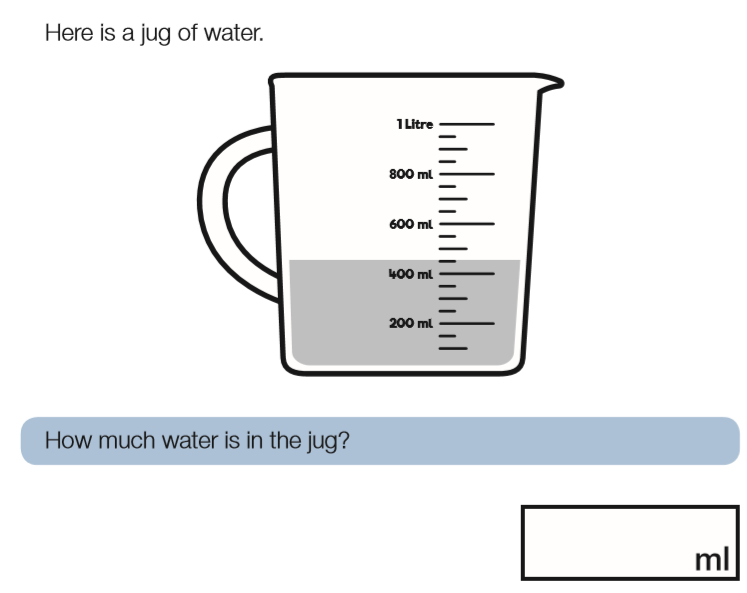 Here is a jug of water.
1 Litre
800 ml
600 ml
400 ml
200 ml
How much water is in the jug?
ml